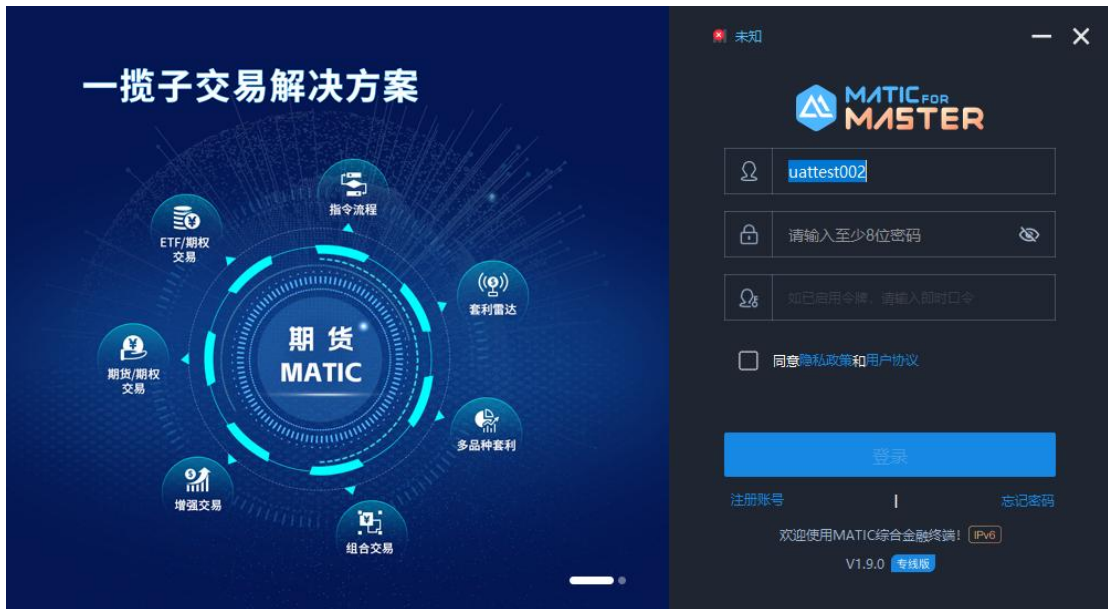 一揽子交易解决方案
指令流程
ETF/期权
交易
套利雷达
期货
MATIC
期货/期权
交易
多品种套利
增强交易
组合交易
未知
MATIC FOR
MASTER
uattest002
请输入至少8位密码
如已启用令牌，请输入即时口令
同意隐私政策和用户协议
登录
注册账号 | 忘记密码
欢迎使用MATIC综合金融终端! IPv6
V1.9.0 专线版